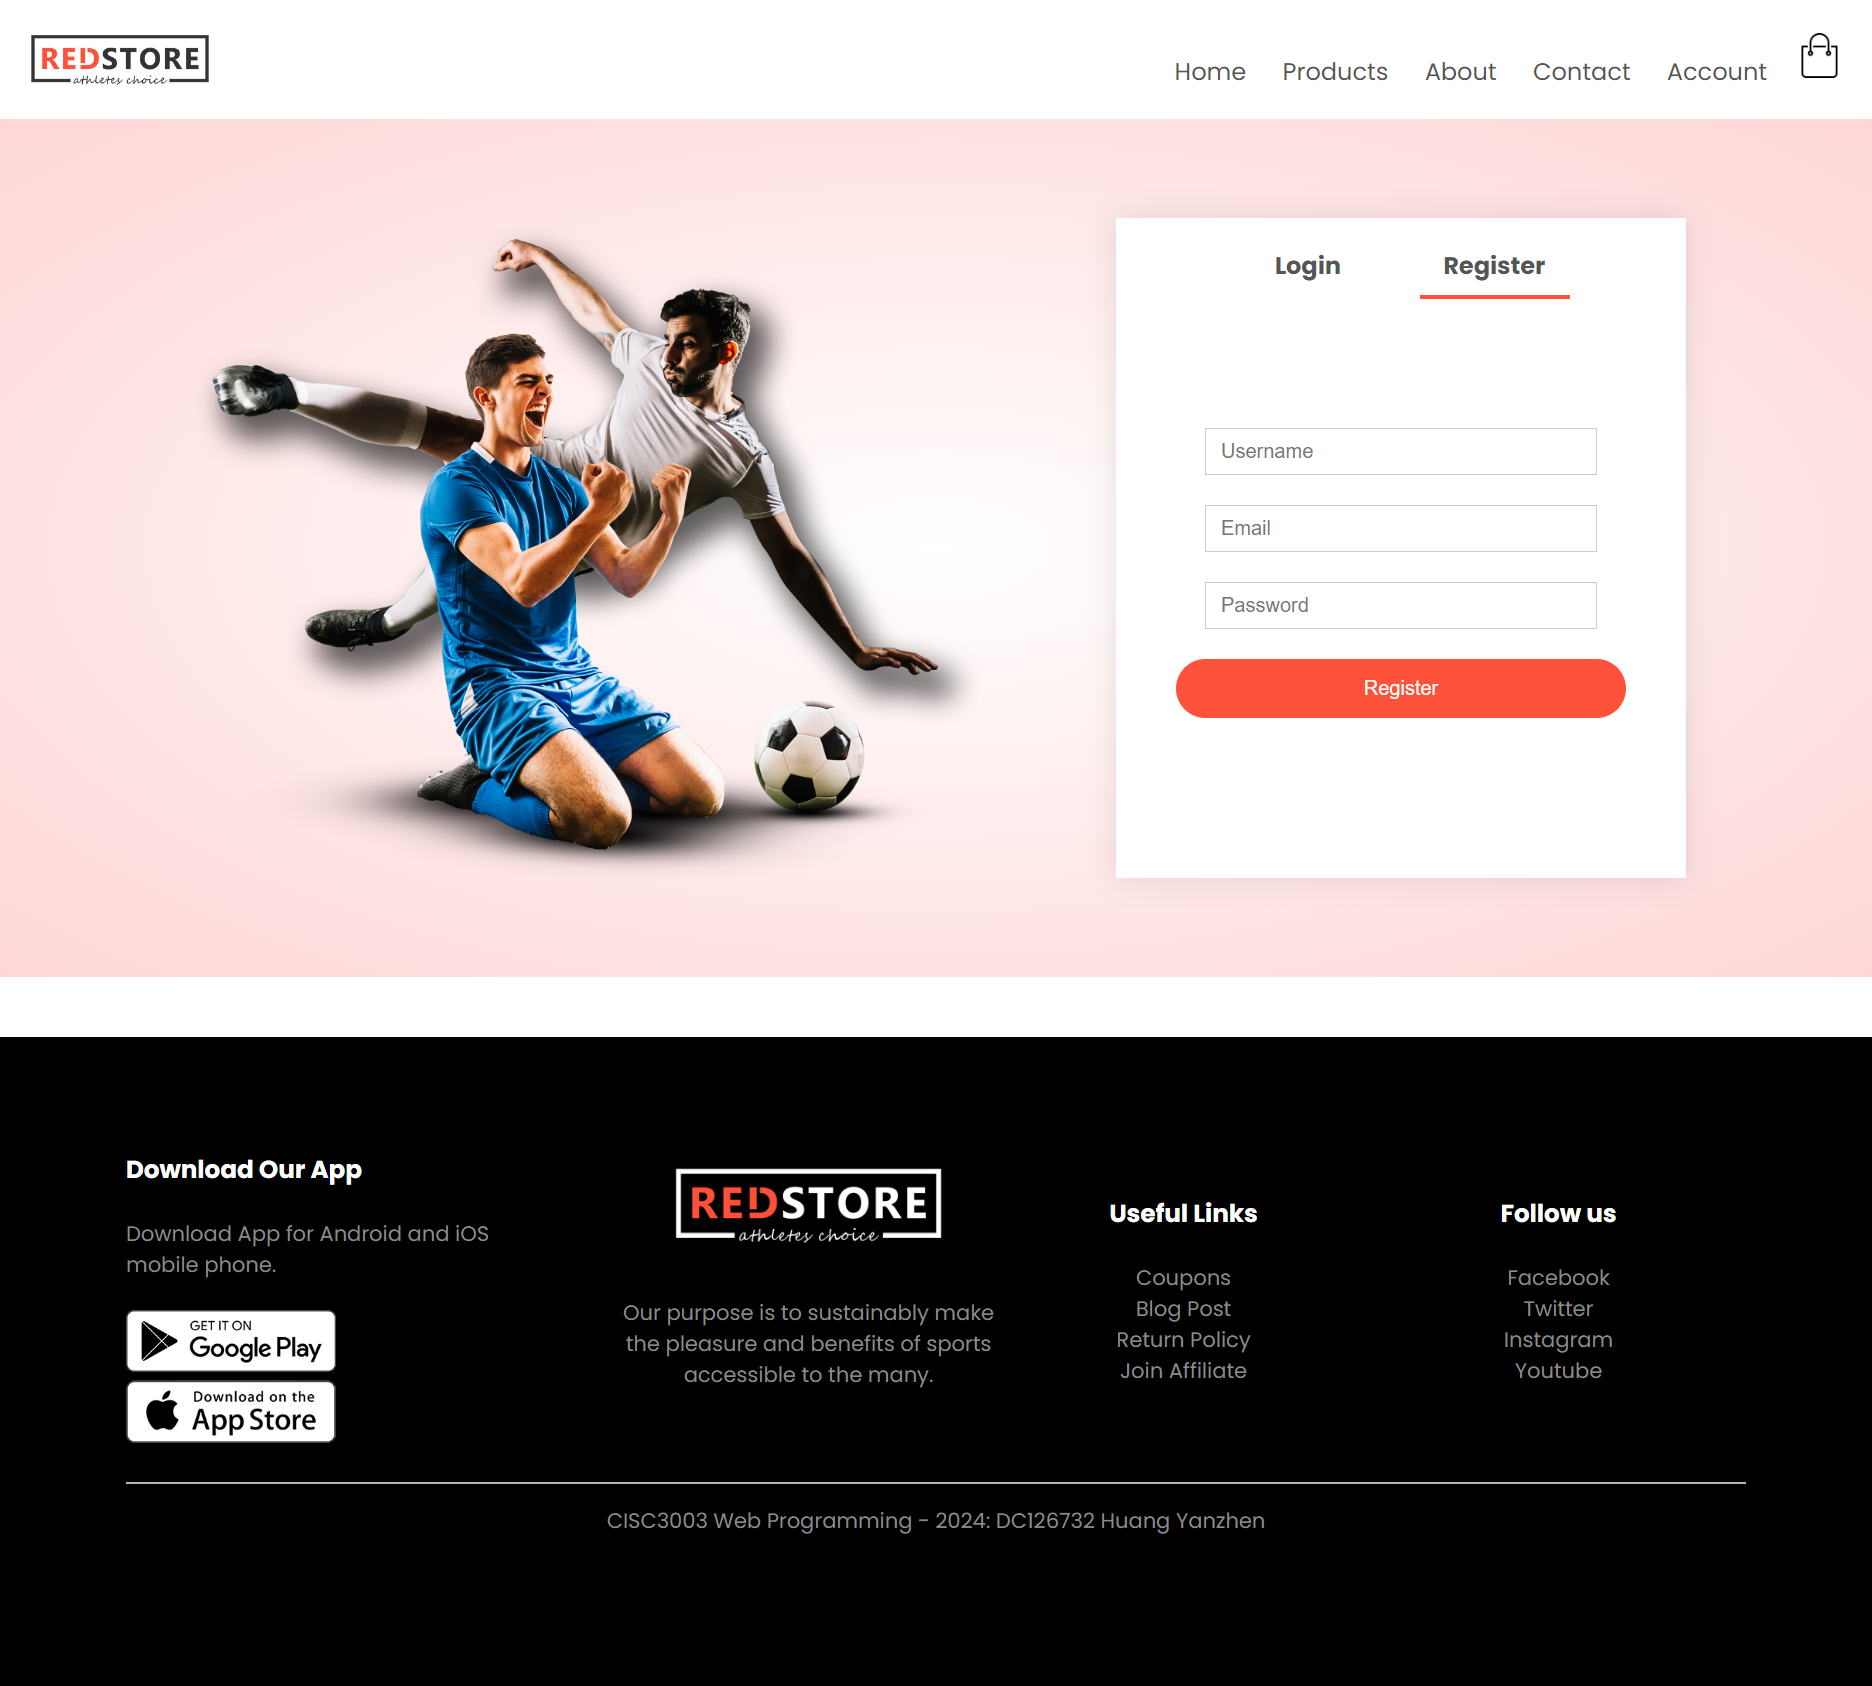 REDSTORE
athletes choice
Home Products About Contact Account
Login Register
Username
Email
Password
Register
Download Our App
Download App for Android and iOS
mobile phone.
GET IT ON
Google Play
Download on the
App Store
REDSTORE
athletes choice
Our purpose is to sustainably make
the pleasure and benefits of sports
accessible to the many.
Useful Links
Coupons
Blog Post
Return Policy
Join Affiliate
Follow us
Facebook
Twitter
Instagram
Youtube
CISC3003 Web Programming - 2024: DC126732 Huang Yanzhen